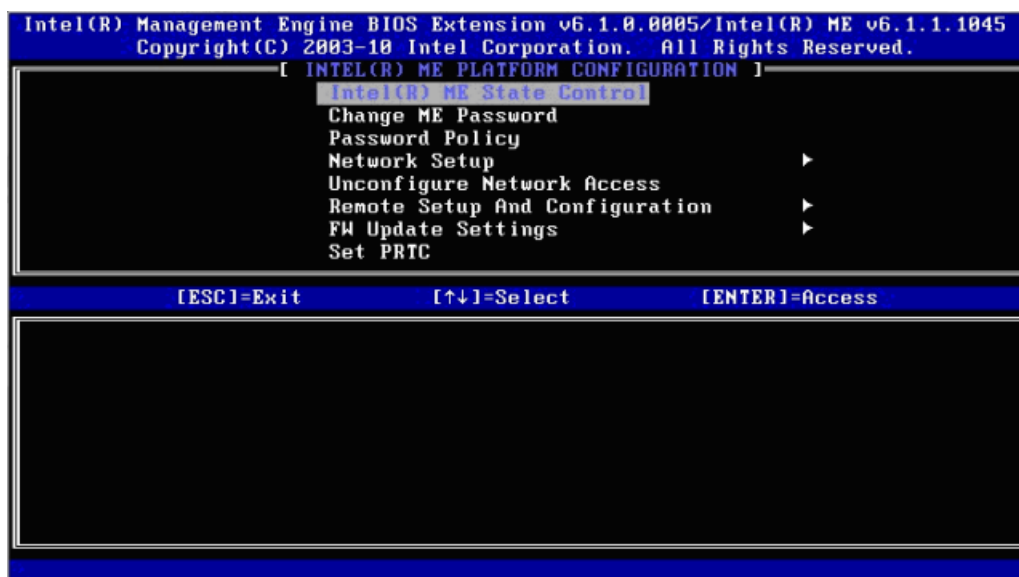 Intel(R) Management Engine BIOS Extension v6.1.0.0005/Intel(R) ME v6.1.1.1045
Copyright(C) 2003-10 Intel Corporation. All Rights Reserved.
[ INTEL(R) ME PLATFORM CONFIGURATION ]
Intel(R) ME State Control
Change ME Password
Password Policy
Network Setup ►
Unconfigure Network Access
Remote Setup And Configuration ►
FW Update Settings ►
Set PRTC
[ESC]=Exit [↑↓]=Select [ENTER]=Access